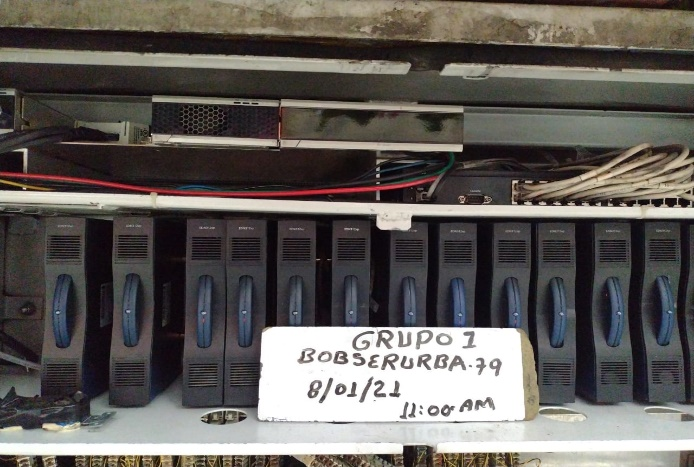 GRUPO 1
BOBSERURBA.79
8/01/21
11:00 AM